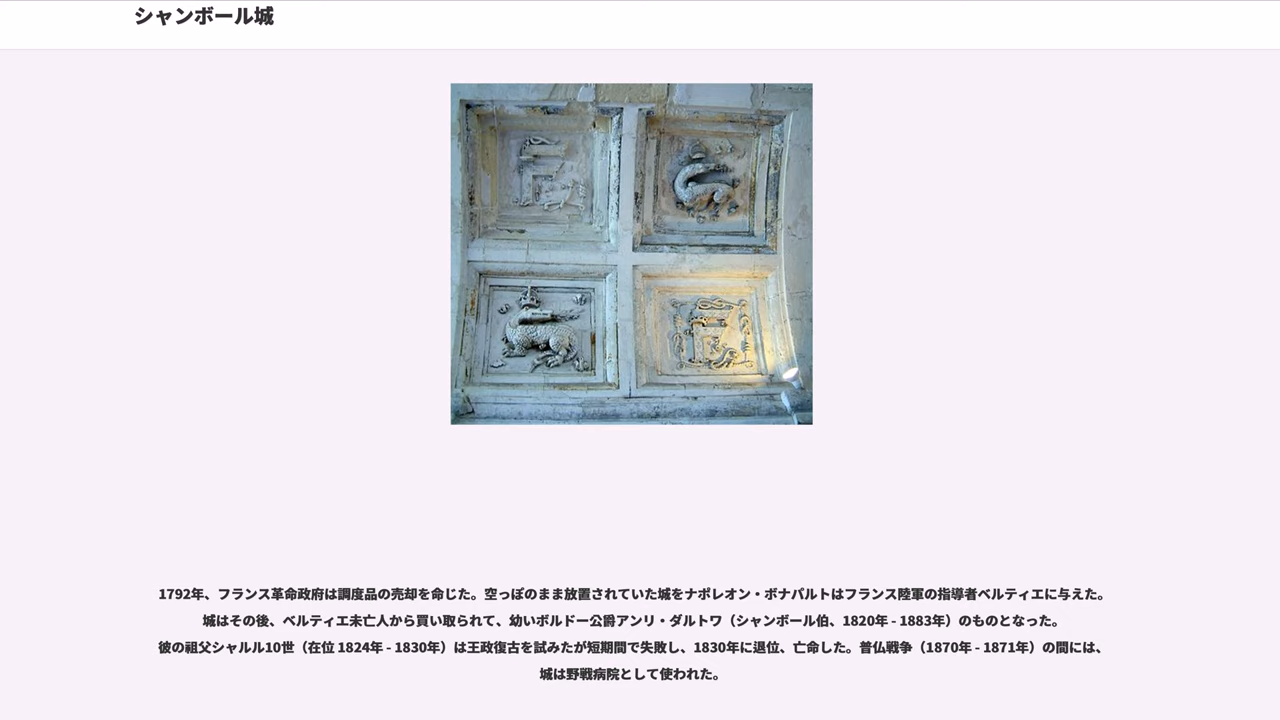 シャンボール城
1792年、フランス革命政府は調度品の売却を命じた。空っぽのまま放置されていた城をナポレオン・ボナパルトはフランス陸軍の指導者ベルティエに与えた。
城はその後、ベルティエ未亡人から買い取られて、幼いボルドー公爵アンリ・ダルトワ（シャンボール伯、1820年 - 1883年）のものとなった。
彼の祖父シャルル10世（在位 1824年 - 1830年）は王政復古を試みたが短期間で失敗し、1830年に退位、亡命した。普仏戦争（1870年 - 1871年）の間には、
城は野戦病院として使われた。